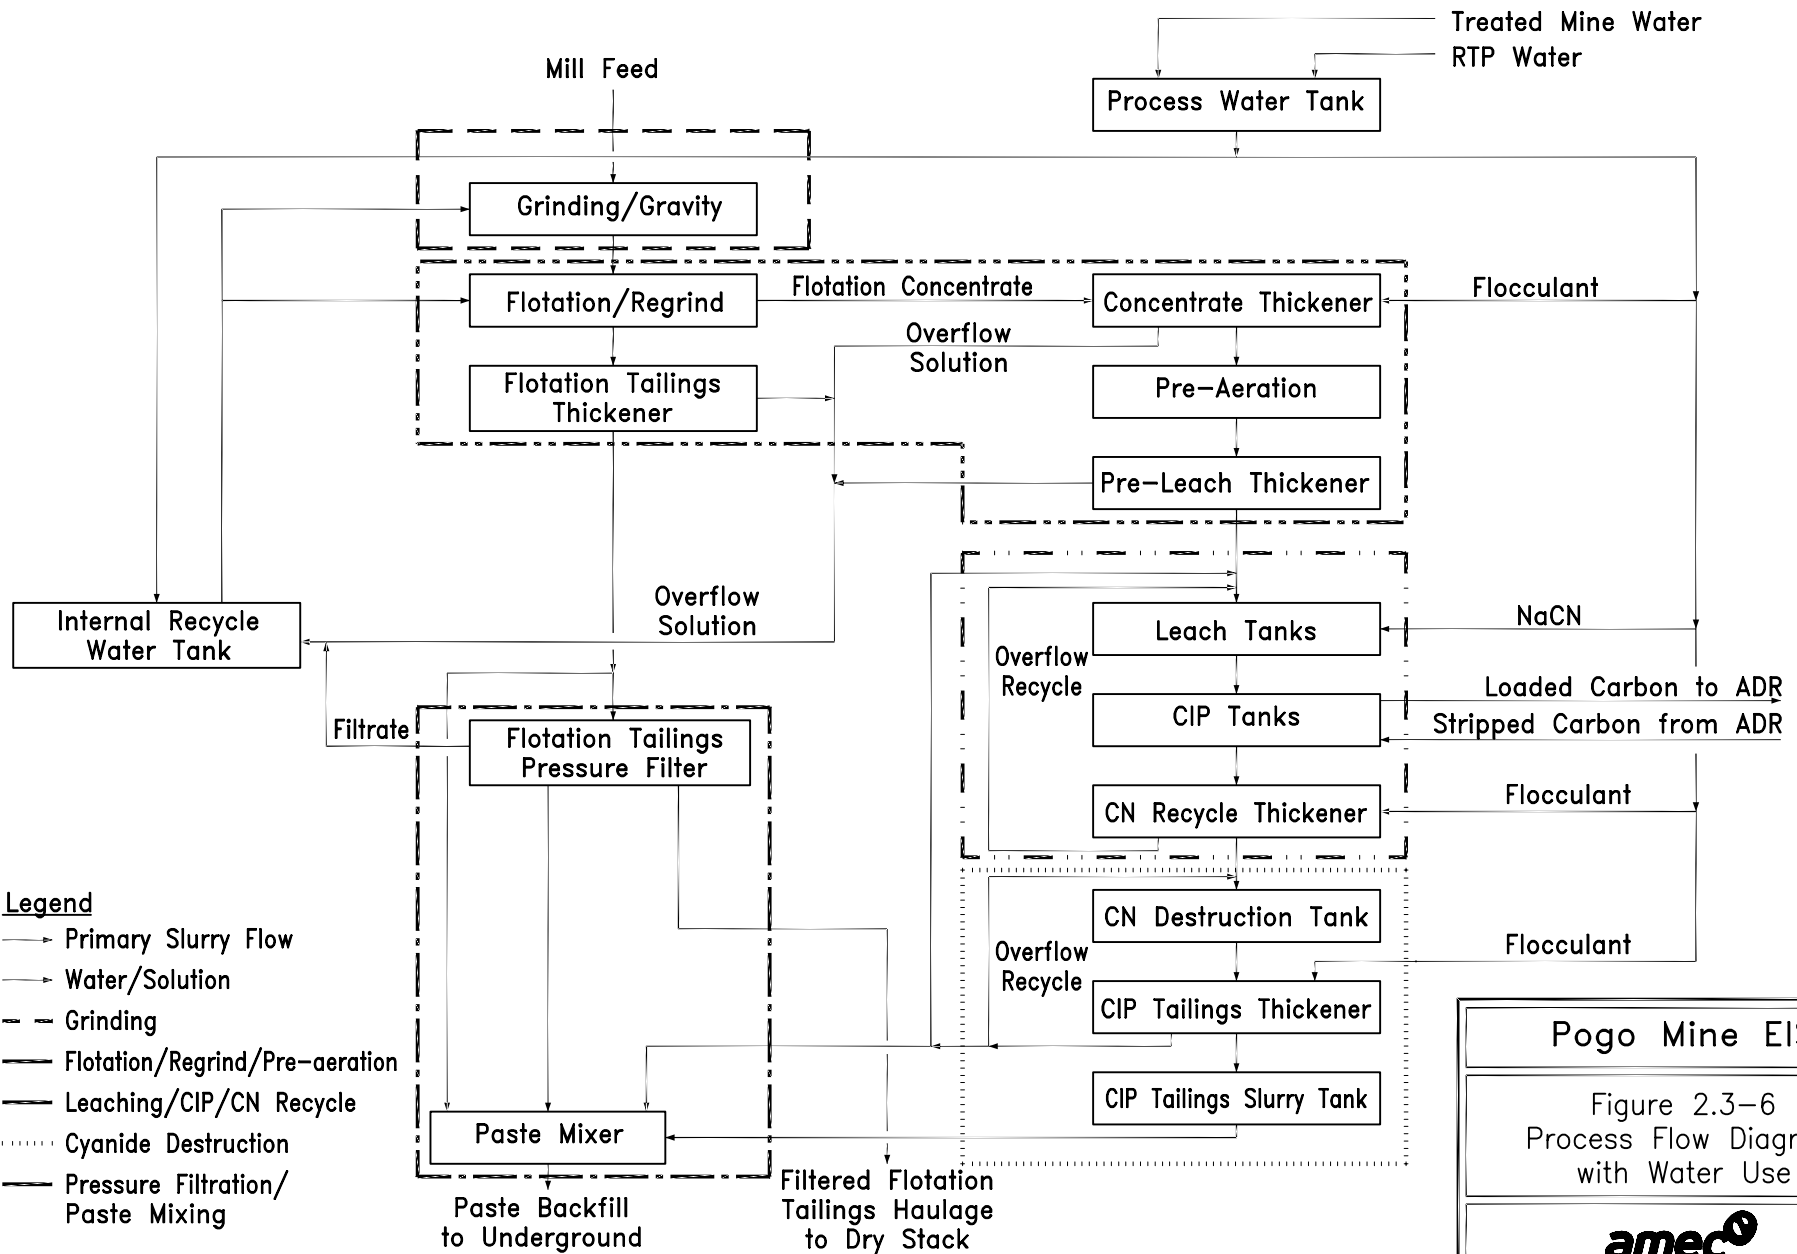 Treated Mine Water
RTP Water
Mill Feed
Process Water Tank
Grinding/Gravity
Flotation/Regrind
Flotation Concentrate
Concentrate Thickener
Flocculant
Overflow
Solution
Flotation Tailings
Thickener
Pre-Aeration
Pre-Leach Thickener
Internal Recycle
Water Tank
Overflow
Solution
Leach Tanks
NaCN
Overflow
Recycle
CIP Tanks
Loaded Carbon to ADR
Stripped Carbon from ADR
Filtrate
Flotation Tailings
Pressure Filter
CN Recycle Thickener
Flocculant
CN Destruction Tank
Overflow
Recycle
Flocculant
CIP Tailings Thickener
CIP Tailings Slurry Tank
Paste Mixer
Paste Backfill
to Underground
Filtered Flotation
Tailings Haulage
to Dry Stack
Legend
Primary Slurry Flow
Water/Solution
Grinding
Flotation/Regrind/Pre-aeration
Leaching/CIP/CN Recycle
Cyanide Destruction
Pressure Filtration/
Paste Mixing
Pogo Mine
Figure 2.3-6
Process Flow
with Water Use
amec